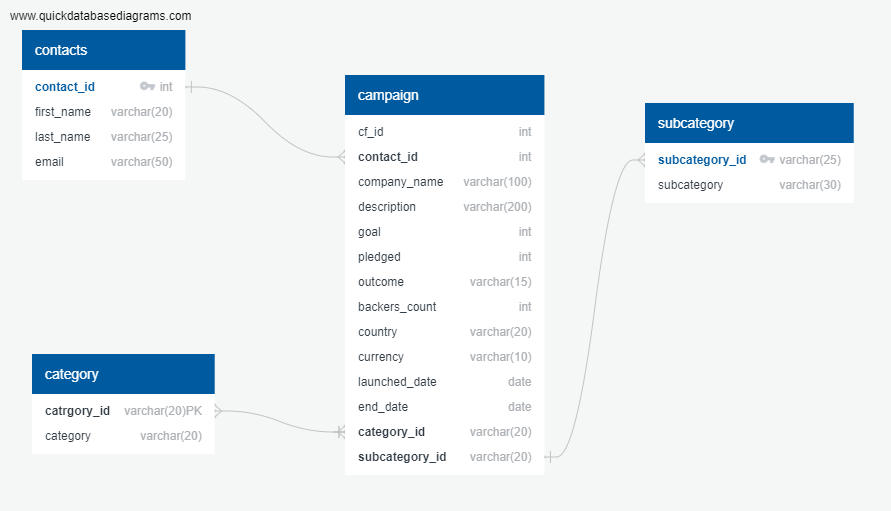 www.quickdatabasediagrams.com
contacts
contact_id int
first_name varchar(20)
last_name varchar(25)
email varchar(50)
campaign
cf_id int
contact_id int
company_name varchar(100)
description varchar(200)
goal int
pledged int
outcome varchar(15)
backers_count int
country varchar(20)
currency varchar(10)
launched_date date
end_date date
category_id varchar(20)
subcategory_id varchar(20)
subcategory
subcategory_id varchar(25)
subcategory varchar(30)
category
catrgory_id varchar(20)PK
category varchar(20)